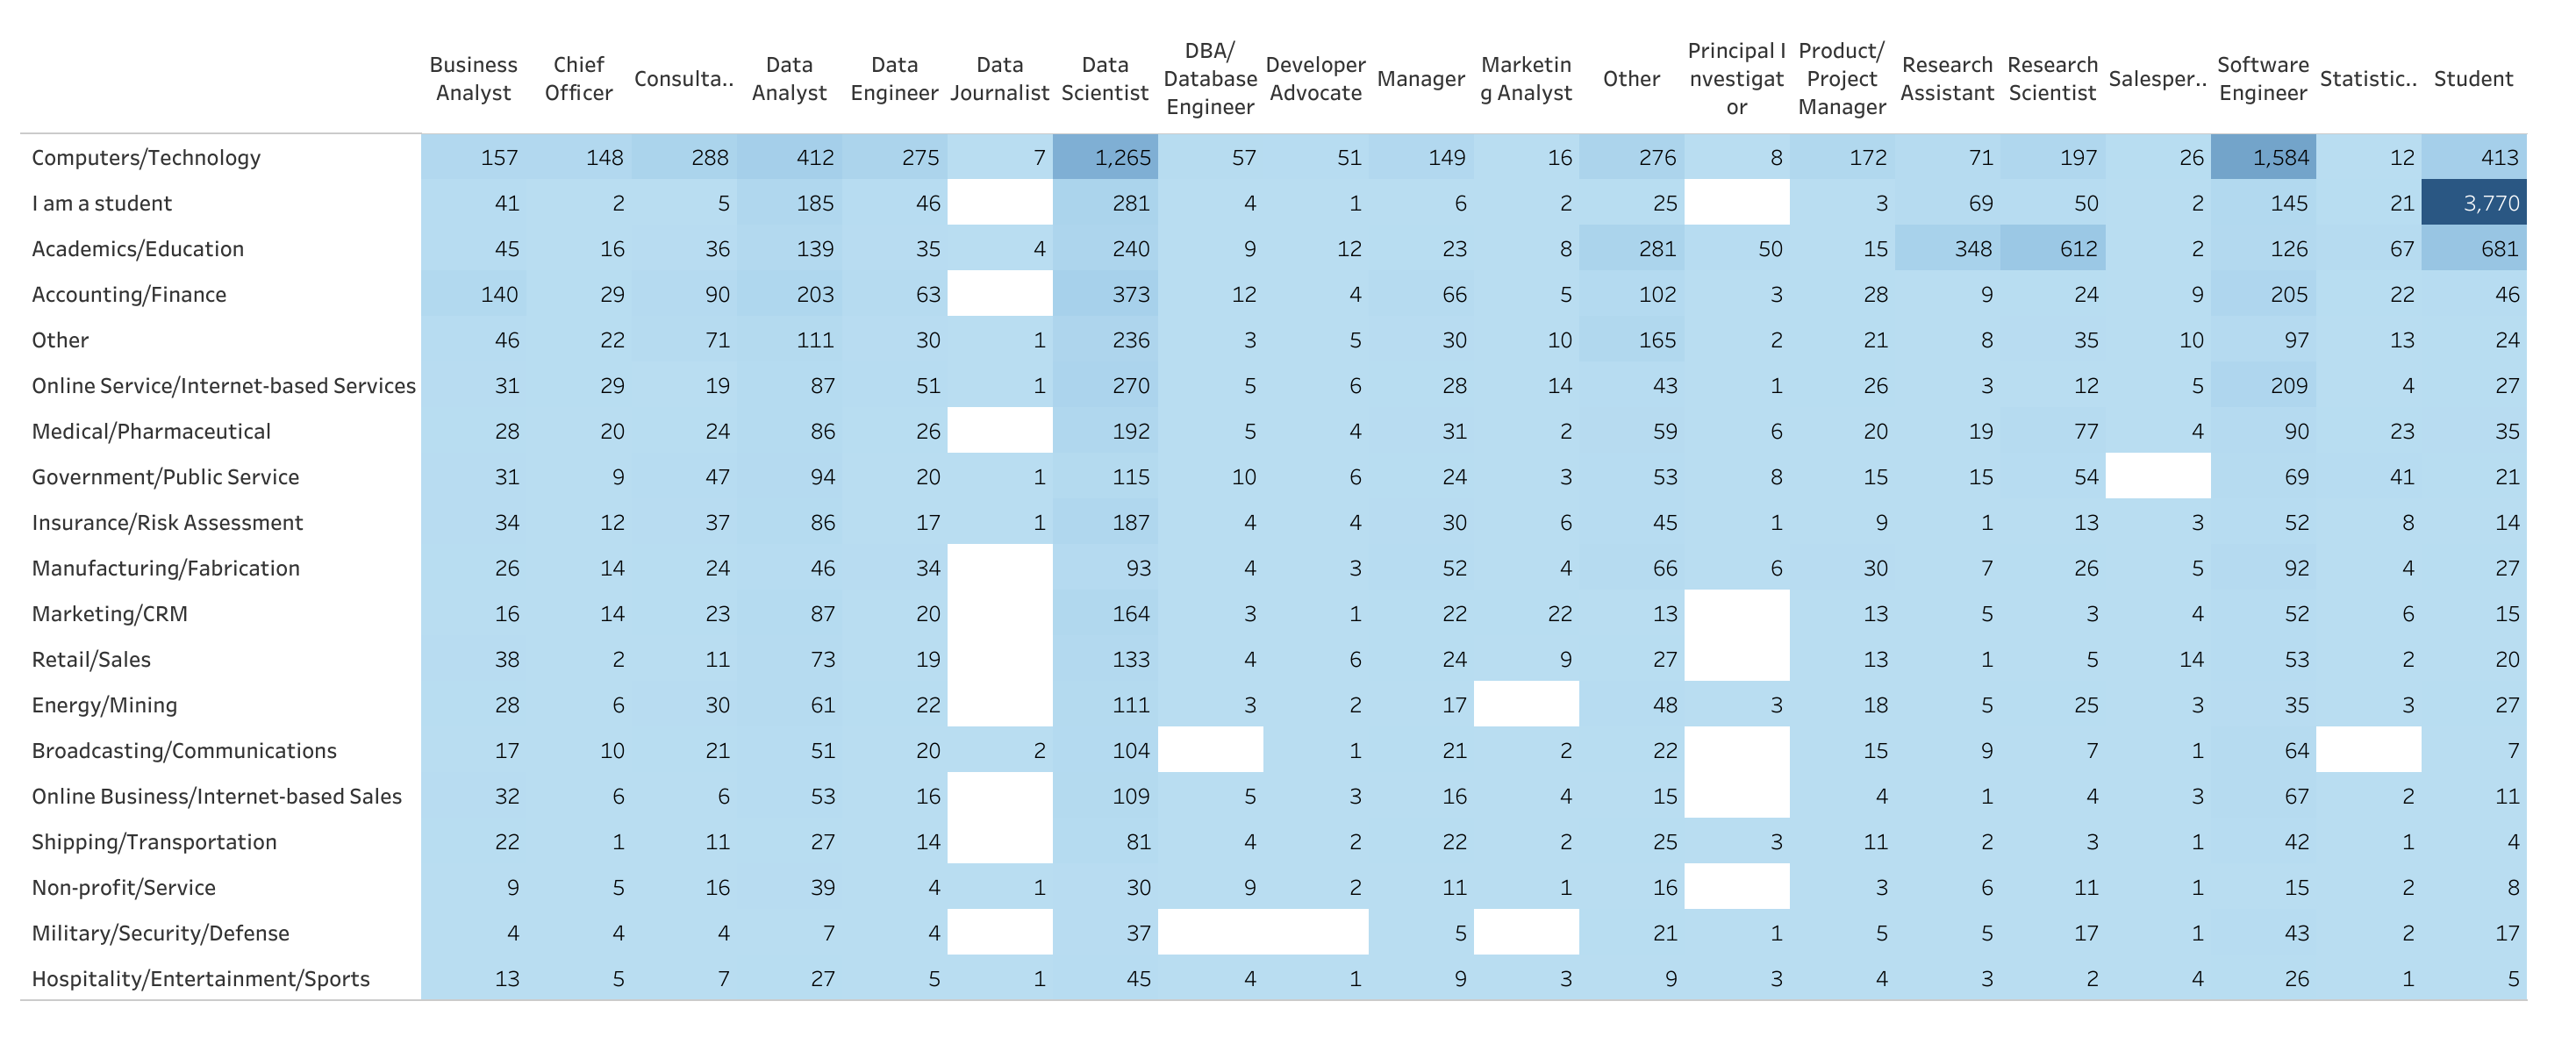 Business Analyst Chief Officer Consulta.. Data Analyst Data Engineer Data Journalist Data Scientist DBA/ Database Engineer Developer Advocate Manager Marketin g Analyst Other Principal I nvestigat or Product/ Project Manager Research Assistant Research Scientist Salesper.. Software Engineer Statistic.. Student
Computers/Technology 157 148 288 412 275 7 1,265 57 51 149 16 276 8 172 71 197 26 1,584 12 413
I am a student 41 2 5 185 46 281 4 1 6 2 25 3 69 50 2 145 21 3,770
Academics/Education 45 16 36 139 35 4 240 9 12 23 8 281 50 15 348 612 2 126 67 681
Accounting/Finance 140 29 90 203 63 373 12 4 66 5 102 3 28 9 24 9 205 22 46
Other 46 22 71 111 30 1 236 3 5 30 10 165 2 21 8 35 10 97 13 24
Online Service/Internet-based Services 31 29 19 87 51 1 270 5 6 28 14 43 1 26 3 12 5 209 4 27
Medical/Pharmaceutical 28 20 24 86 26 192 5 4 31 2 59 6 20 19 77 4 90 23 35
Government/Public Service 31 9 47 94 20 1 115 10 6 24 3 53 8 15 15 54 69 41 21
Insurance/Risk Assessment 34 12 37 86 17 1 187 4 4 30 6 45 1 9 1 13 3 52 8 14
Manufacturing/Fabrication 26 14 24 46 34 93 4 3 52 4 66 6 30 7 26 5 92 4 27
Marketing/CRM 16 14 23 87 20 164 3 1 22 22 13 13 5 3 4 52 6 15
Retail/Sales 38 2 11 73 19 133 4 6 24 9 27 13 1 5 14 53 2 20
Energy/Mining 28 6 30 61 22 111 3 2 17 48 3 18 5 25 3 35 3 27
Broadcasting/Communications 17 10 21 51 20 2 104 1 21 2 22 15 9 7 1 64 7
Online Business/Internet-based Sales 32 6 6 53 16 109 5 3 16 4 15 4 1 4 3 67 2 11
Shipping/Transportation 22 1 11 27 14 81 4 2 22 2 25 3 11 2 3 1 42 1 4
Non-profit/Service 9 5 16 39 4 1 30 9 2 11 1 16 3 6 11 1 15 2 8
Military/Security/Defense 4 4 4 7 4 37 5 21 1 5 5 17 1 43 2 17
Hospitality/Entertainment/Sports 13 5 7 27 5 1 45 4 1 9 3 9 3 4 3 2 4 26 1 5